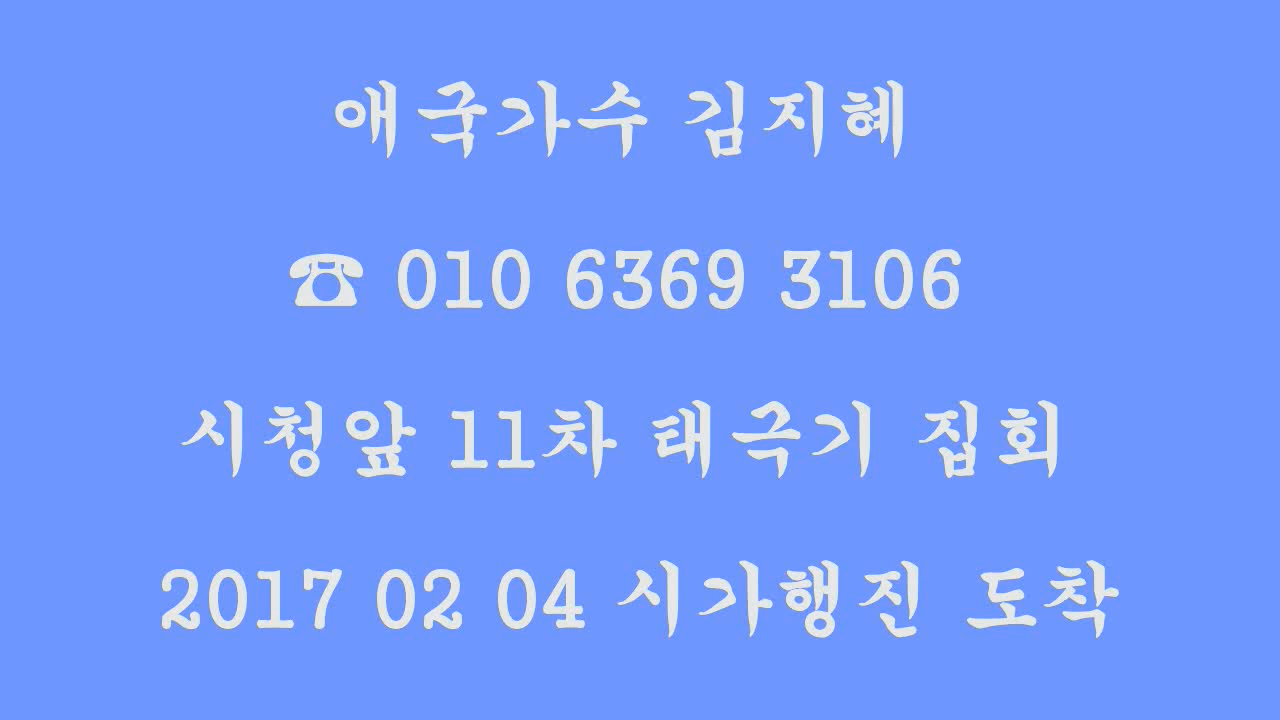 애국가수 김지혜
☎ 010 6369 3106
시청앞 11차 태극기 집회
2017 02 04 시가행진 도착